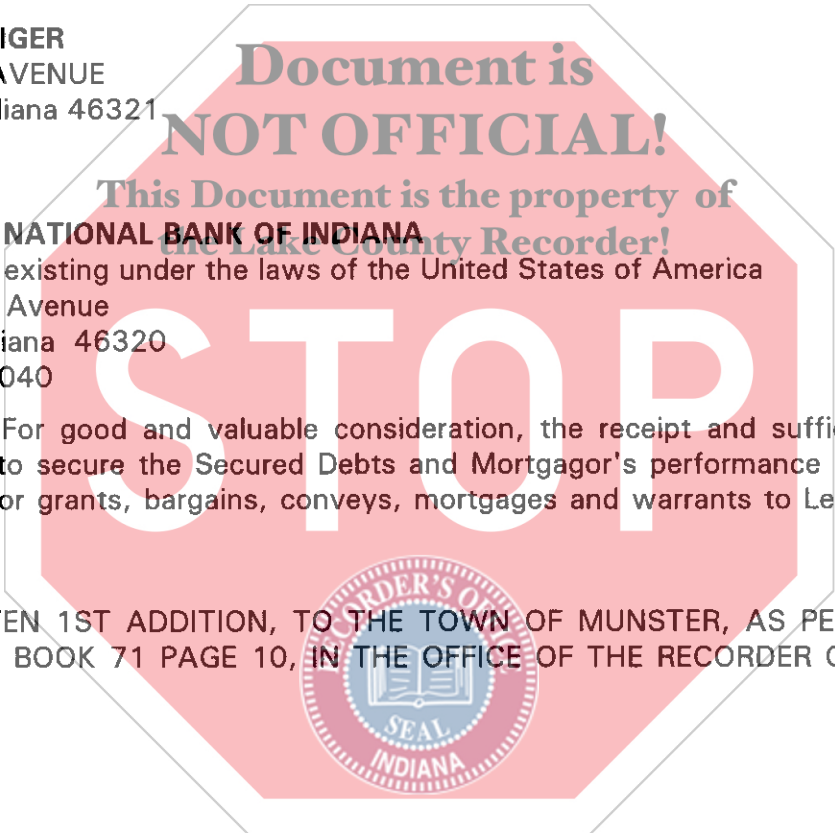 IGER
AVENUE
diana 46321
Document is
NOT OFFICIAL!
This Document is the property of
the Lake County Recorder!
NATIONAL BANK OF INDIANA
existing under the laws of the United States of America
Avenue
iana 46320
040
STOP
For good and valuable consideration, the receipt and suffi
to secure the Secured Debts and Mortgagor's performance
or grants, bargains, conveys, mortgages and warrants to Le
TEN 1ST ADDITION, TO THE TOWN OF MUNSTER, AS PE
BOOK 71 PAGE 10, IN THE OFFICE OF THE RECORDER O
RECORDER'S OFFIC
SEAL
INDIANA